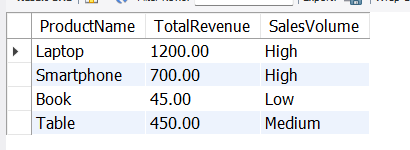 ProductName TotalRevenue SalesVolume
Laptop 1200.00 High
Smartphone 700.00 High
Book 45.00 Low
Table 450.00 Medium